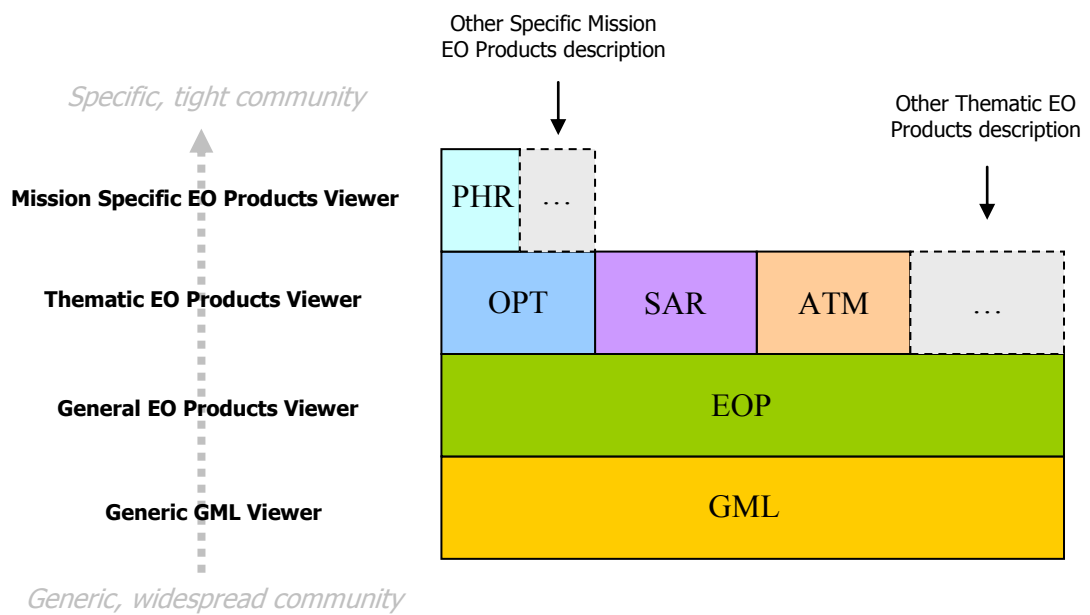 Other Specific Mission
EO Products description
Specific, tight community
Other Thematic EO
Products description
Mission Specific EO Products Viewer
PHR
...
Thematic EO Products Viewer
OPT
SAR
ATM
...
General EO Products Viewer
EOP
Generic GML Viewer
GML
Generic, widespread community